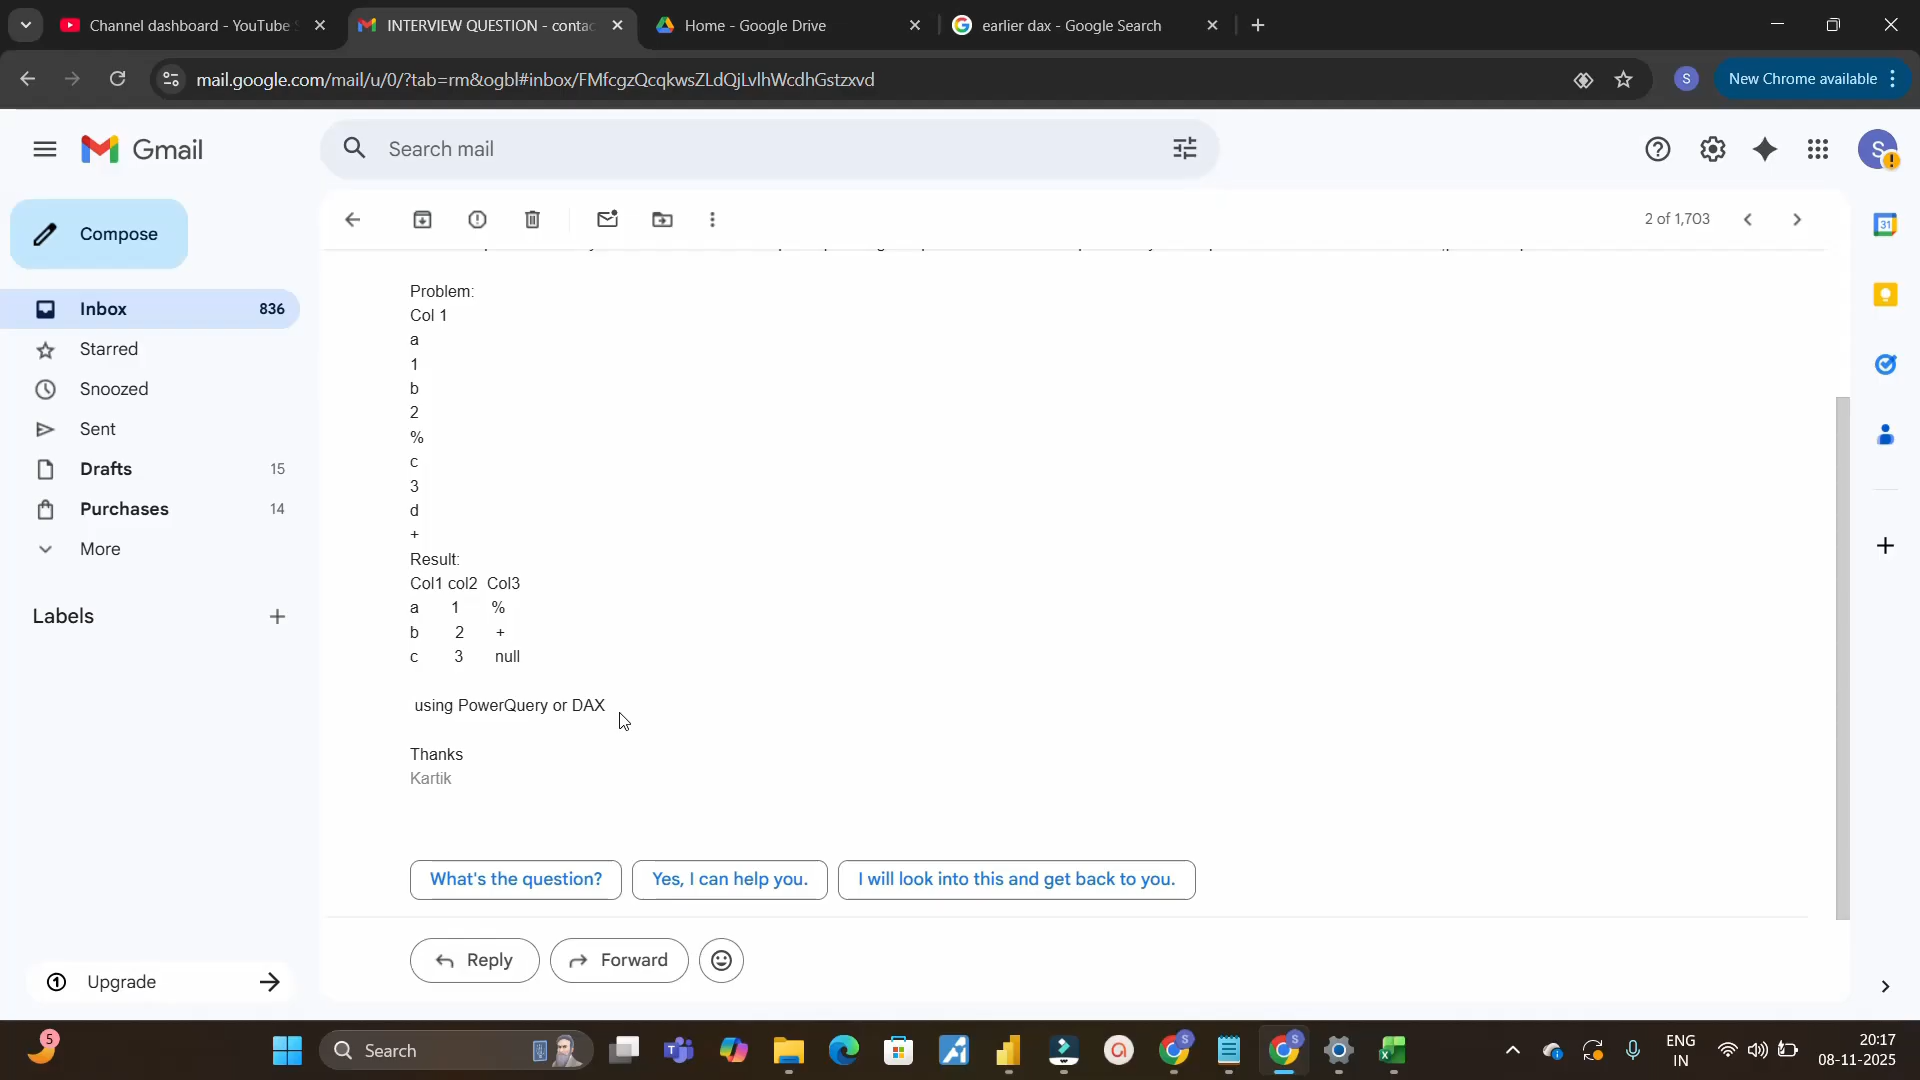 Channel dashboard - YouTube
INTERVIEW QUESTION - contac
Home - Google Drive
earlier dax - Google Search
mail.google.com/mail/u/0/?tab=rm&ogbl#inbox/FMfcgzQcqkwsZLdQjLvlhWcdhGstzxvd
S
New Chrome available
Gmail
Search mail
S
Compose
2 of 1,703
Inbox 836
Starred
Snoozed
Sent
Drafts 15
Purchases 14
More
Labels
Upgrade
Problem:
Col 1
a
1
b
2
%
c
3
d
+
Result:
Col1 col2 Col3
a 1 %
b 2 +
c 3 null
using PowerQuery or DAX
Thanks
Kartik
What's the question?
Yes, I can help you.
I will look into this and get back to you.
Reply
Forward
31
5
Search
ENG
IN
20:17
08-11-2025